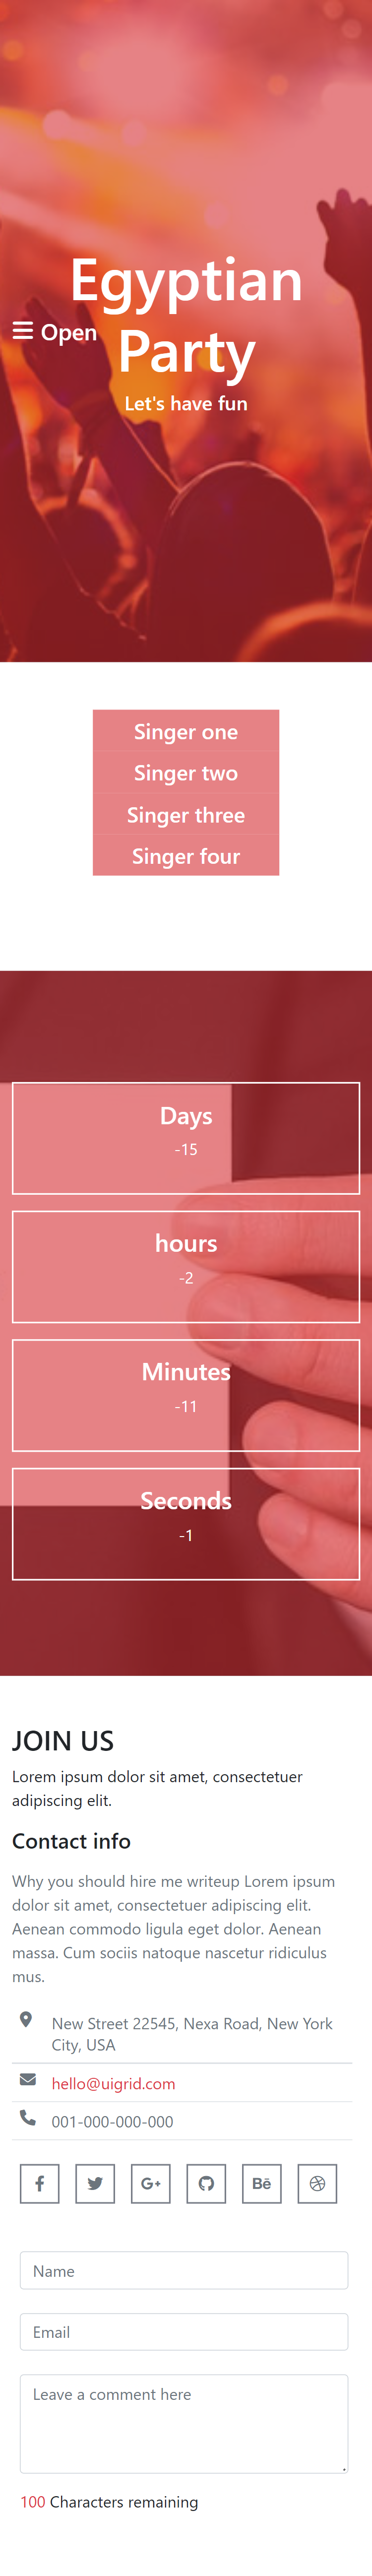 Egyptian
Party
Open
Let's have fun
Singer one
Singer two
Singer three
Singer four
Days
-15
hours
-2
Minutes
-11
Seconds
-1
JOIN US
Lorem ipsum dolor sit amet, consectetuer
adipiscing elit.
Contact info
Why you should hire me writeup Lorem ipsum
dolor sit amet, consectetuer adipiscing elit.
Aenean commodo ligula eget dolor. Aenean
massa. Cum sociis natoque nascetur ridiculus
mus.
New Street 22545, Nexa Road, New York
City, USA
hello@uigrid.com
001-000-000-000
Name
Email
Leave a comment here
100 Characters remaining